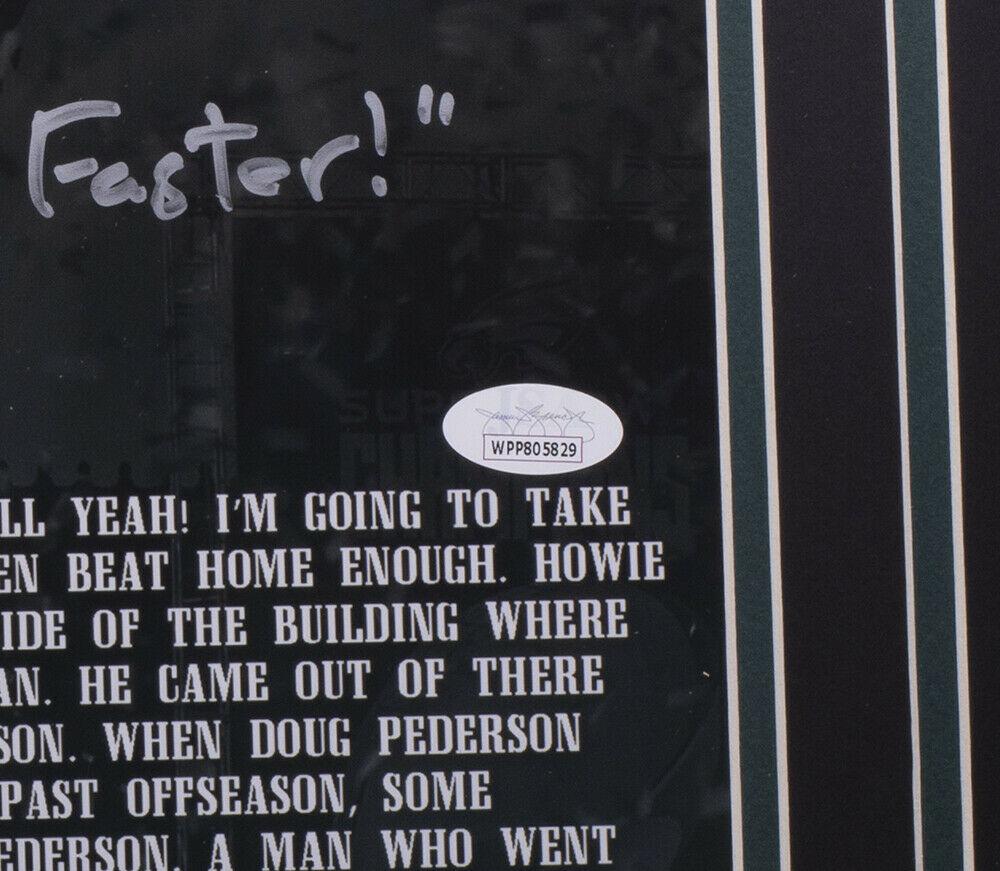 Faster!"
WPP805829
LL YEAH! I'M GOING TO TAKE
EN BEAT HOME ENOUGH. HOWIE
IDE OF THE BUILDING WHERE
AN. HE CAME OUT OF THERE
SON. WHEN DOUG PEDERSON
PAST OFFSEASON, SOME
EDERSON. A MAN WHO WENT